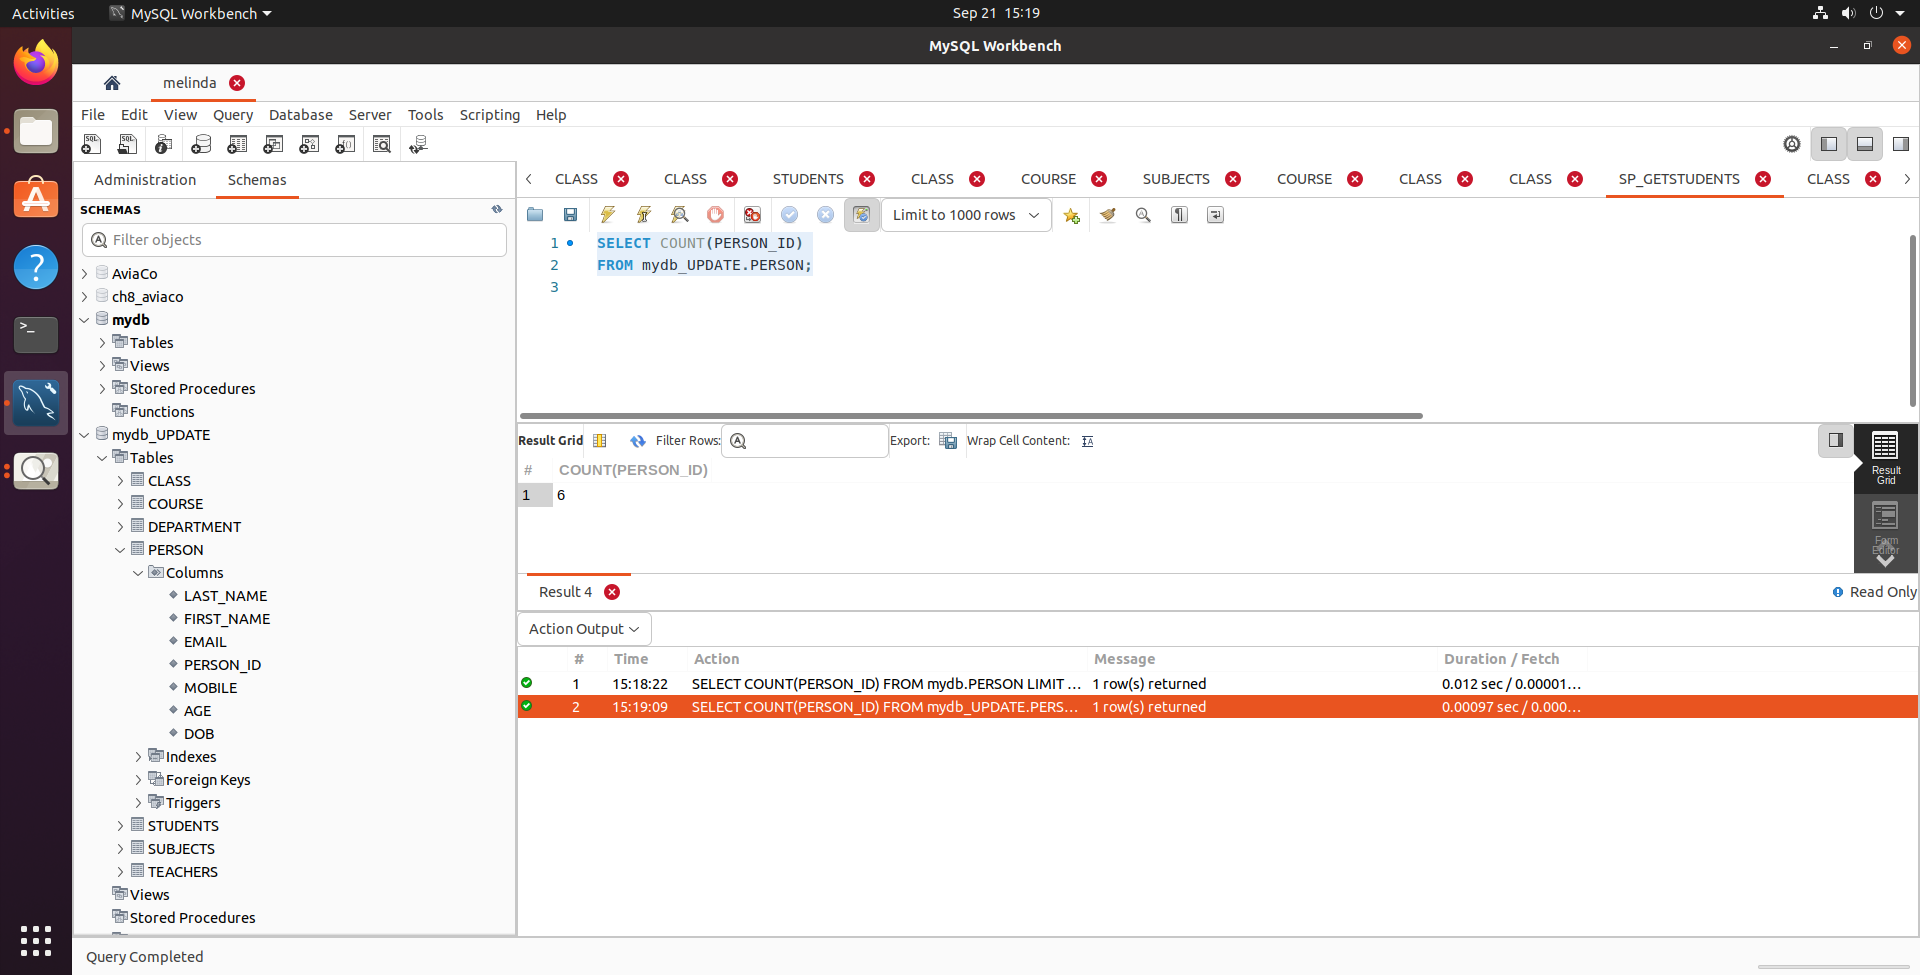 Activities
MySQL Workbench
Sep 21 15:19
MySQL Workbench
melinda
File Edit View Query Database Server Tools Scripting Help
Administration Schemas
SCHEMAS
Filter objects
AviaCo
ch8_aviaco
mydb
Tables
Views
Stored Procedures
Functions
mydb_UPDATE
Tables
CLASS
COURSE
DEPARTMENT
PERSON
Columns
LAST_NAME
FIRST_NAME
EMAIL
PERSON_ID
MOBILE
AGE
DOB
Indexes
Foreign Keys
Triggers
STUDENTS
SUBJECTS
TEACHERS
Views
Stored Procedures
CLASS CLASS STUDENTS CLASS COURSE SUBJECTS COURSE CLASS CLASS SP_GETSTUDENTS CLASS
Limit to 1000 rows
1 SELECT COUNT(PERSON_ID)
2 FROM mydb_UPDATE.PERSON;
3
Result Grid Filter Rows: Export: Wrap Cell Content:
# COUNT(PERSON_ID)
1 6
Result
Grid
Form
Editor
Result 4
Read Only
Action Output
# Time Action Message Duration / Fetch
1 15:18:22 SELECT COUNT(PERSON_ID) FROM mydb.PERSON LIMIT ... 1 row(s) returned 0.012 sec / 0.00001...
2 15:19:09 SELECT COUNT(PERSON_ID) FROM mydb_UPDATE.PERS... 1 row(s) returned 0.00097 sec / 0.000...
Query Completed